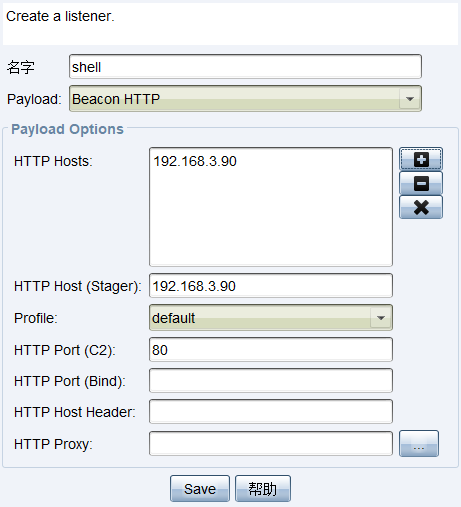 Create a listener.
名字 shell
Payload: Beacon HTTP
Payload Options
HTTP Hosts: 192.168.3.90
HTTP Host (Stager): 192.168.3.90
Profile: default
HTTP Port (C2): 80
HTTP Port (Bind):
HTTP Host Header:
HTTP Proxy: ...
Save 帮助